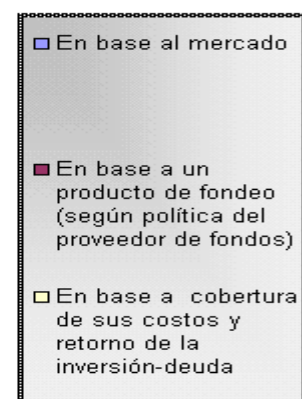 En base al mercado
En base a un
producto de fondeo
(según política del
proveedor de fondos)
En base a cobertura
de sus costos y
retorno de la
inversión-deuda